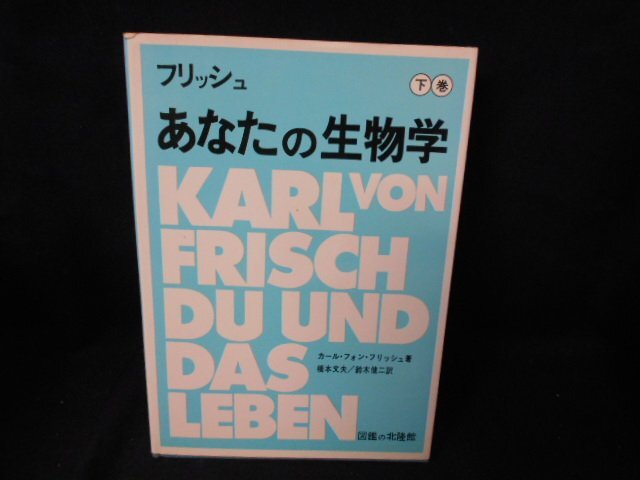 フリッシュ
下巻
あなたの生物学
KARL VON
FRISCH
DU UND
DAS
LEBEN
カール・フォン・フリッシュ著
榎本文夫/鈴木信二訳
図鑑の北隆館